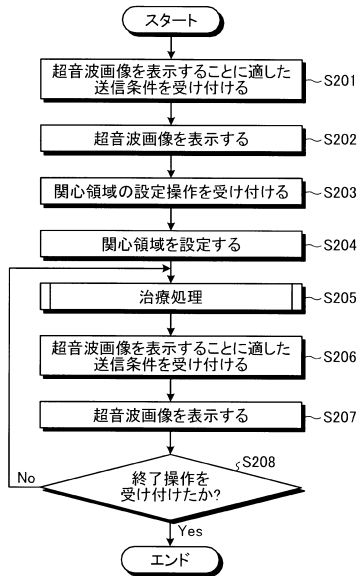 スタート
超音波画像を表示することに適した
送信条件を受け付ける
S201
超音波画像を表示する
S202
関心領域の設定操作を受け付ける
S203
関心領域を設定する
S204
治療処理
S205
超音波画像を表示することに適した
送信条件を受け付ける
S206
超音波画像を表示する
S207
S208
No
終了操作を
受け付けたか?
Yes
エンド